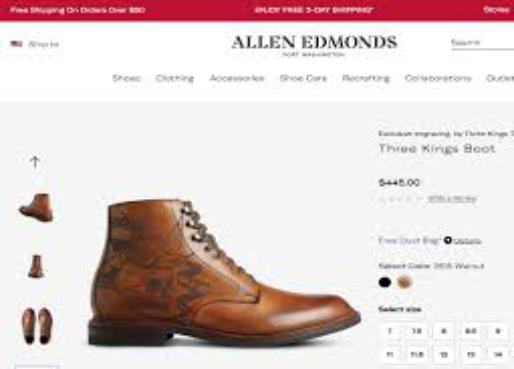 Free Shipping On Orders Over $50
ENJOY FREE 3-DAY SHIPPING*
Stores
Ship to
ALLEN EDMONDS
PORT WASHINGTON
Search
Shoes Clothing Accessories Shoe Care Recrafting Collaborations Outlet
Exclusive engraving, by Three Kings T
Three Kings Boot
$445.00
Write a Review
Free Dust Bag* Details
Select Color: Walnut
Select size
7 7.5 8 8.5 9
11 11.5 12 13 14